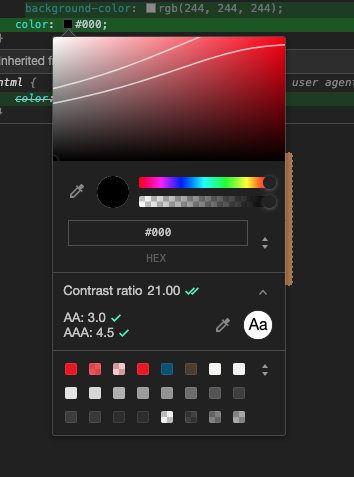 background-color: rgb(244, 244, 244);
color: #000;
}
Inherited f
html { user agent
color:
}
#000
HEX
Contrast ratio 21.00
AA: 3.0
AAA: 4.5
Aa